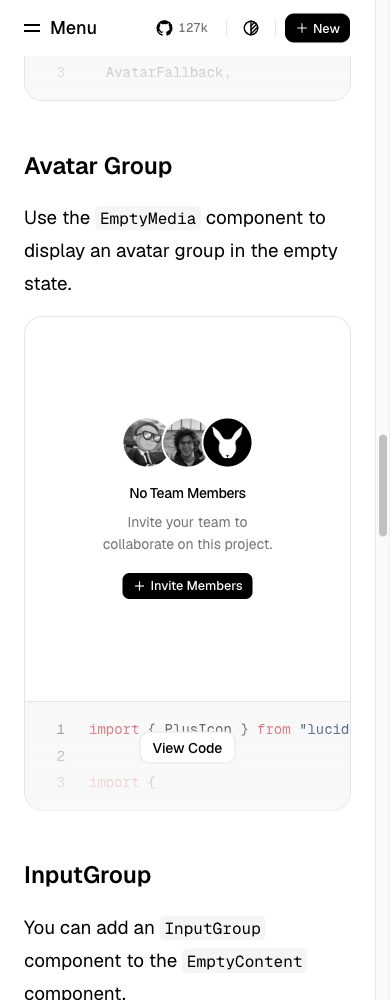 Menu 127k + New
3 AvatarFallback,
Avatar Group
Use the EmptyMedia component to
display an avatar group in the empty
state.
No Team Members
Invite your team to
collaborate on this project.
+ Invite Members
1 import { PlusIcon } from "lucid
2
View Code
3 import {
InputGroup
You can add an InputGroup
component to the EmptyContent
component.